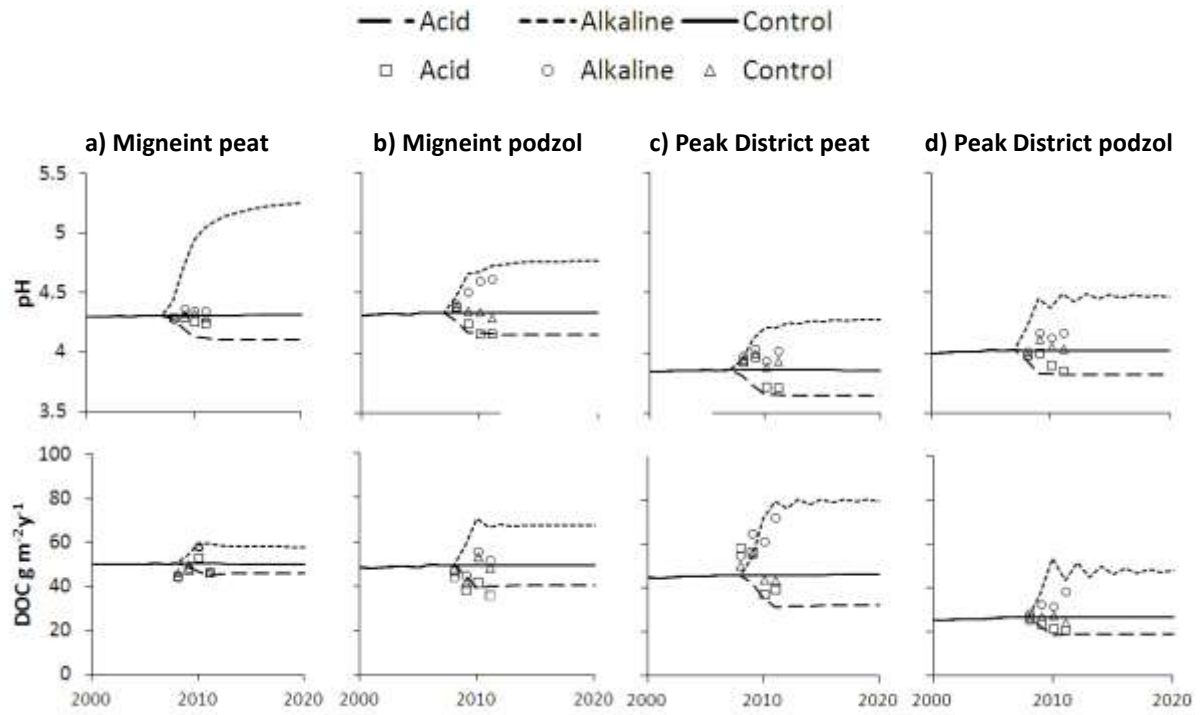 Acid Alkaline Control
Acid Alkaline Control
a) Migneint peat b) Migneint podzol c) Peak District peat d) Peak District podzol
5.5
5
4.5
4
3.5
pH
100
80
60
40
20
0
DOC g m⁻²y⁻¹
2000 2010 2020 2000 2010 2020 2000 2010 2020 2000 2010 2020